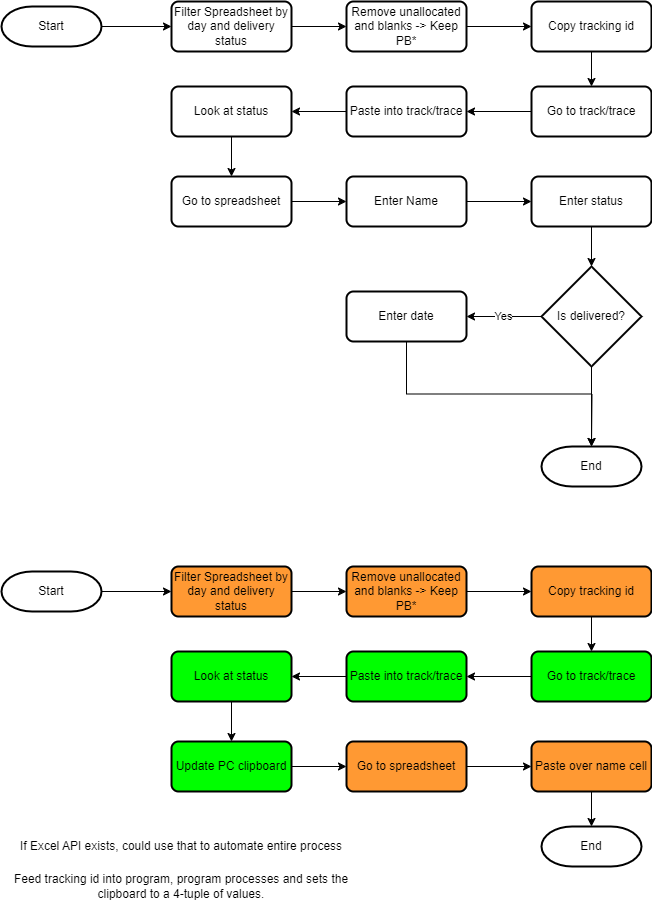 Start
Filter Spreadsheet by
day and delivery
status
Remove unallocated
and blanks -> Keep
PB*
Copy tracking id
Look at status
Paste into track/trace
Go to track/trace
Go to spreadsheet
Enter Name
Enter status
Enter date
Yes
Is delivered?
End
Start
Filter Spreadsheet by
day and delivery
status
Remove unallocated
and blanks -> Keep
PB*
Copy tracking id
Look at status
Paste into track/trace
Go to track/trace
Update PC clipboard
Go to spreadsheet
Paste over name cell
If Excel API exists, could use that to automate entire process
End
Feed tracking id into program, program processes and sets the
clipboard to a 4-tuple of values.